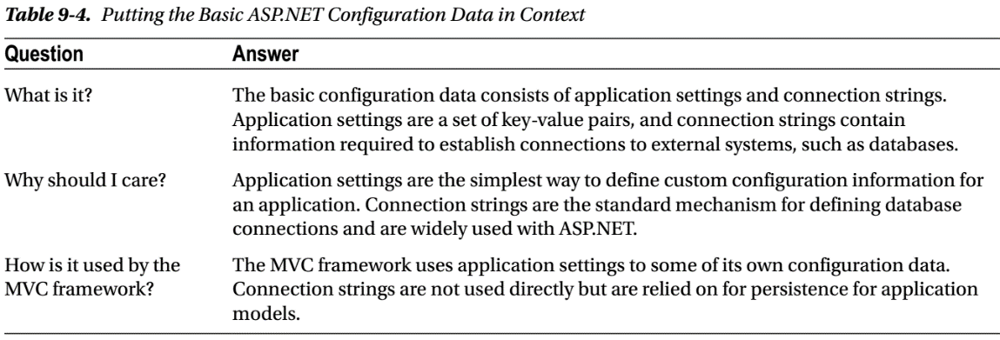 Table 9-4. Putting the Basic ASP.NET Configuration Data in Context
Question Answer
What is it? The basic configuration data consists of application settings and connection strings.
Application settings are a set of key-value pairs, and connection strings contain
information required to establish connections to external systems, such as databases.
Why should I care? Application settings are the simplest way to define custom configuration information for
an application. Connection strings are the standard mechanism for defining database
connections and are widely used with ASP.NET.
How is it used by the The MVC framework uses application settings to some of its own configuration data.
MVC framework? Connection strings are not used directly but are relied on for persistence for application
models.